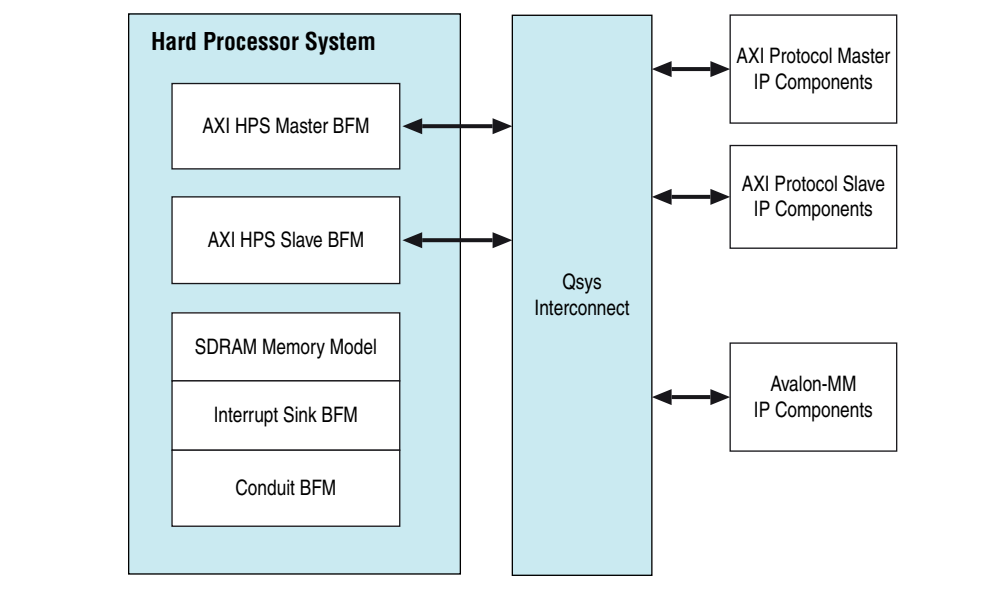 Hard Processor System
AXI HPS Master BFM
AXI HPS Slave BFM
SDRAM Memory Model
Interrupt Sink BFM
Conduit BFM
Qsys
Interconnect
AXI Protocol Master
IP Components
AXI Protocol Slave
IP Components
Avalon-MM
IP Components